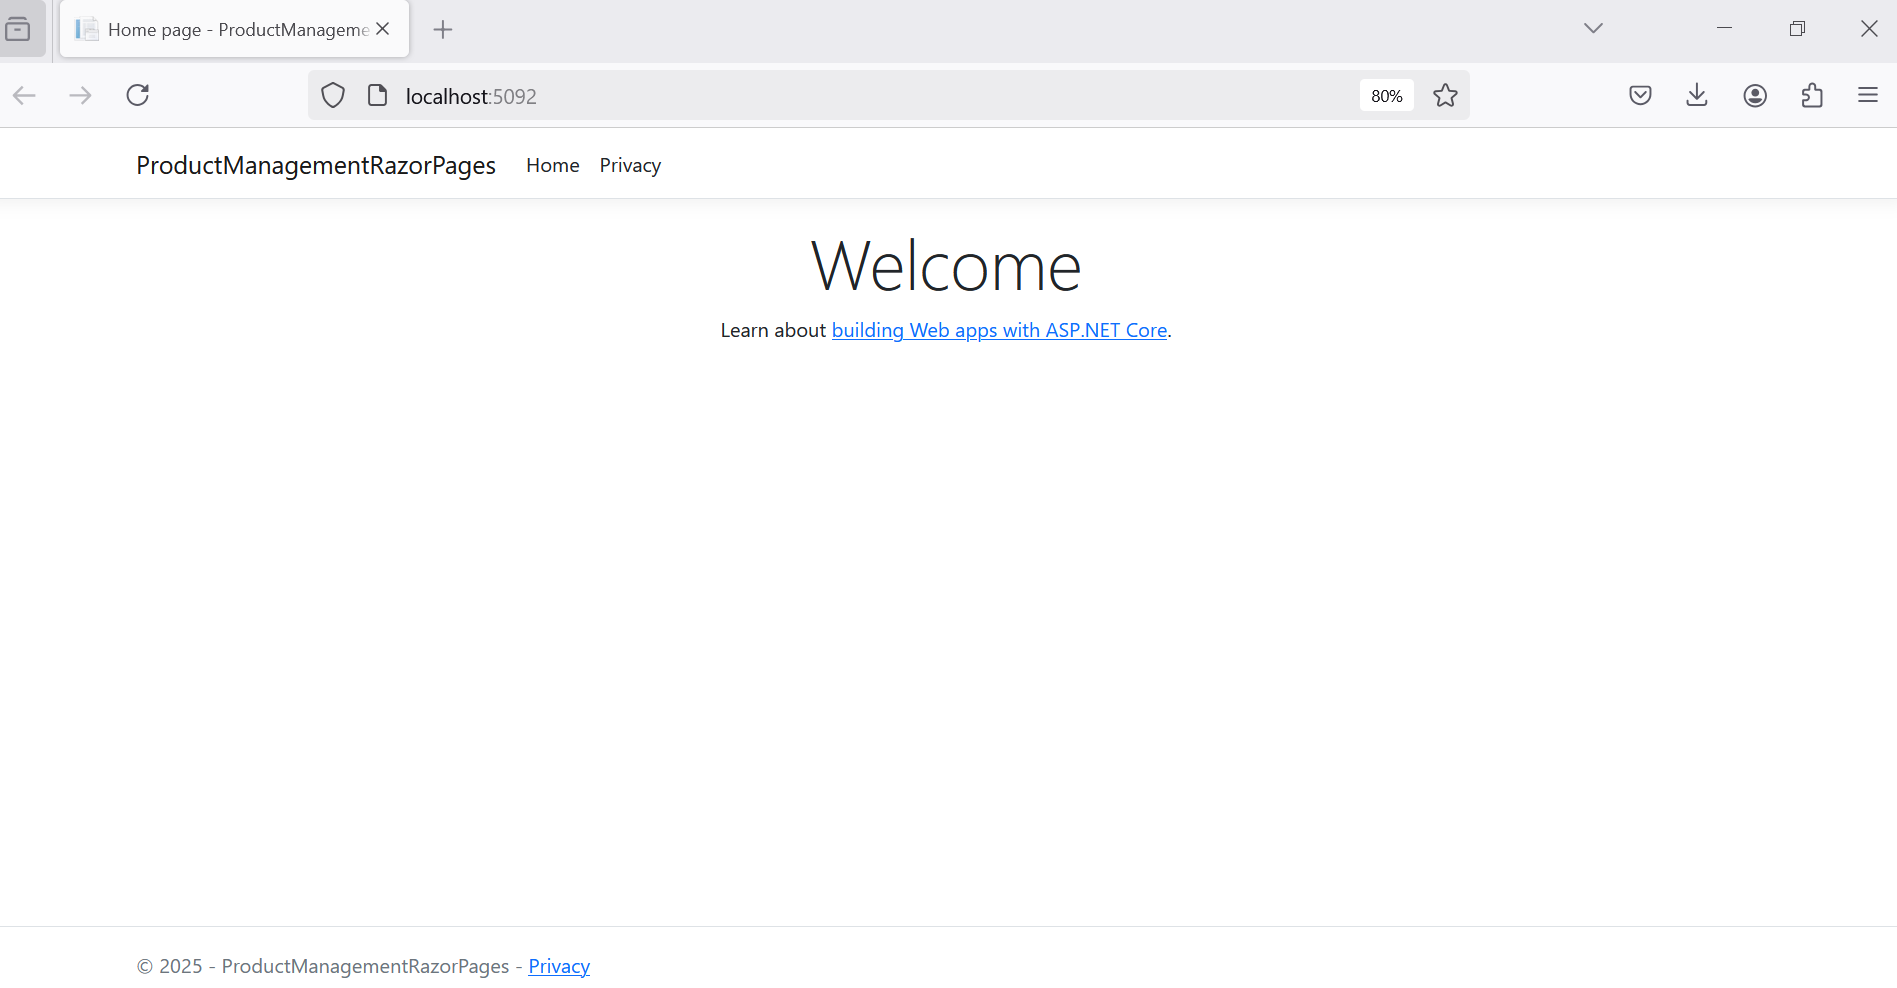 Home page - ProductManageme
localhost:5092
80%
ProductManagementRazorPages Home Privacy
Welcome
Learn about building Web apps with ASP.NET Core.
© 2025 - ProductManagementRazorPages - Privacy